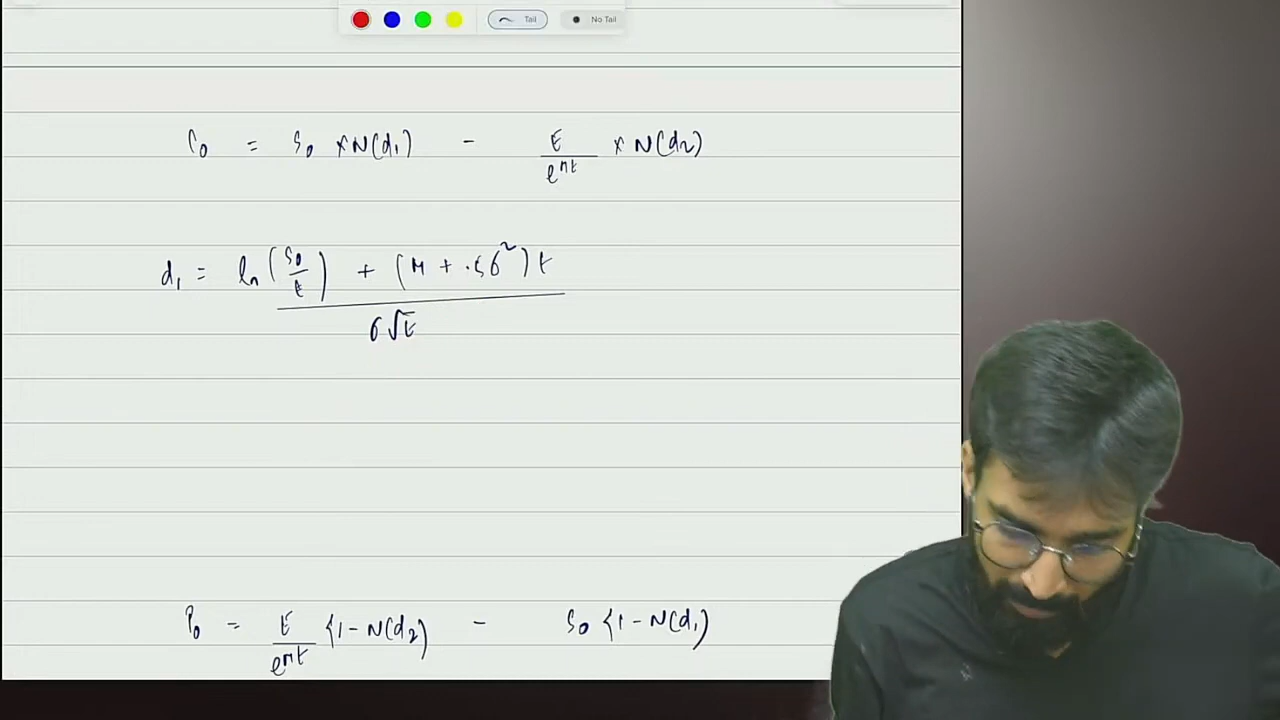 Tail No Tail
C₀ = S₀ × N(d₁) - E/e^rt × N(d₂)
d₁ = ln(S₀/E) + (r + .5σ²)t / σ√t
P₀ = E/e^rt {1 - N(d₂)} - S₀ {1 - N(d₁)}